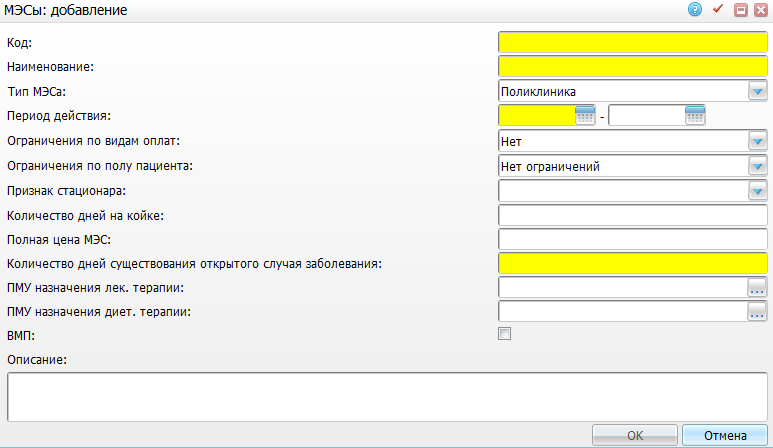 МЭСы: добавление
Код:
Наименование:
Тип МЭСа: Поликлиника
Период действия: -
Ограничения по видам оплат: Нет
Ограничения по полу пациента: Нет ограничений
Признак стационара:
Количество дней на койке:
Полная цена МЭС:
Количество дней существования открытого случая заболевания:
ПМУ назначения лек. терапии: ...
ПМУ назначения диет. терапии: ...
ВМП:
Описание:
ОК Отмена